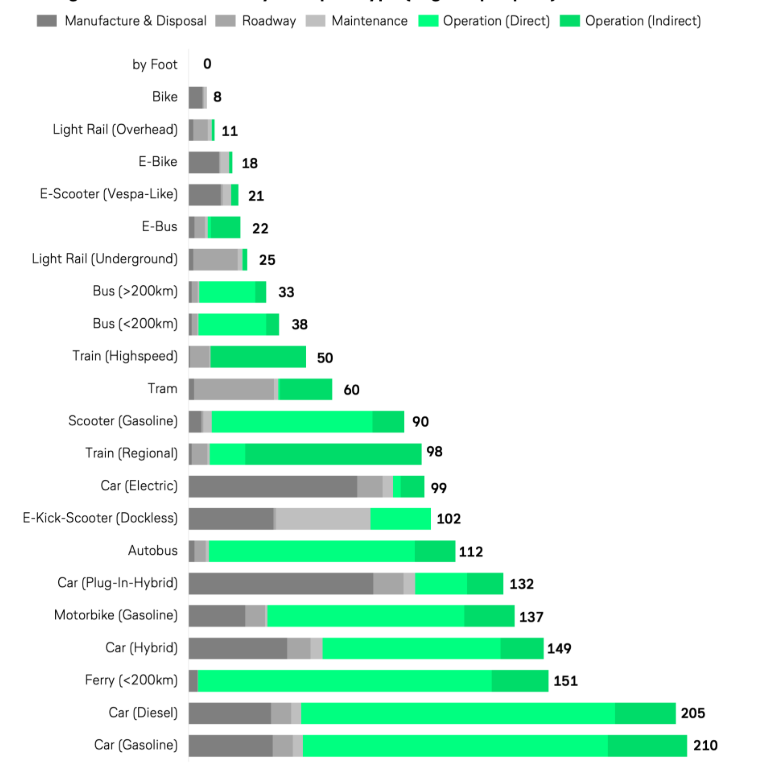 Manufacture & Disposal Roadway Maintenance Operation (Direct) Operation (Indirect)
by Foot 0
Bike 8
Light Rail (Overhead) 11
E-Bike 18
E-Scooter (Vespa-Like) 21
E-Bus 22
Light Rail (Underground) 25
Bus (>200km) 33
Bus (<200km) 38
Train (Highspeed) 50
Tram 60
Scooter (Gasoline) 90
Train (Regional) 98
Car (Electric) 99
E-Kick-Scooter (Dockless) 102
Autobus 112
Car (Plug-In-Hybrid) 132
Motorbike (Gasoline) 137
Car (Hybrid) 149
Ferry (<200km) 151
Car (Diesel) 205
Car (Gasoline) 210